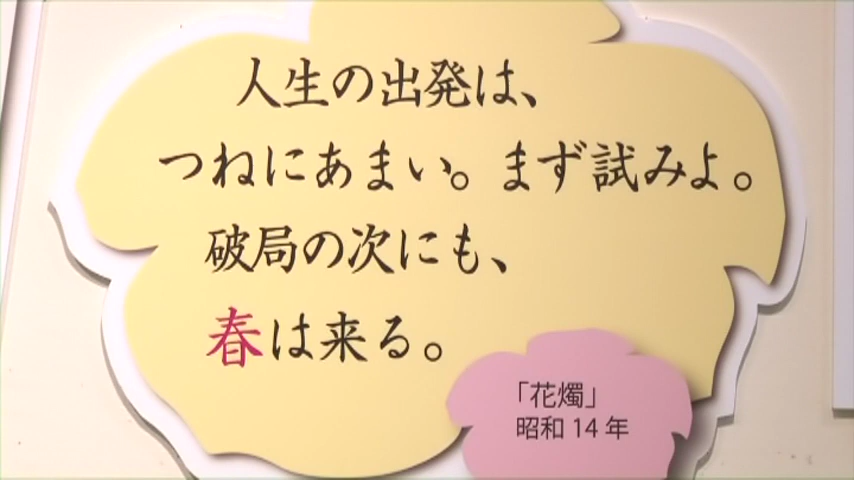 人生の出発は、
つねにあまい。まず試みよ。
破局の次にも、
春は来る。
「花燭」
昭和14年